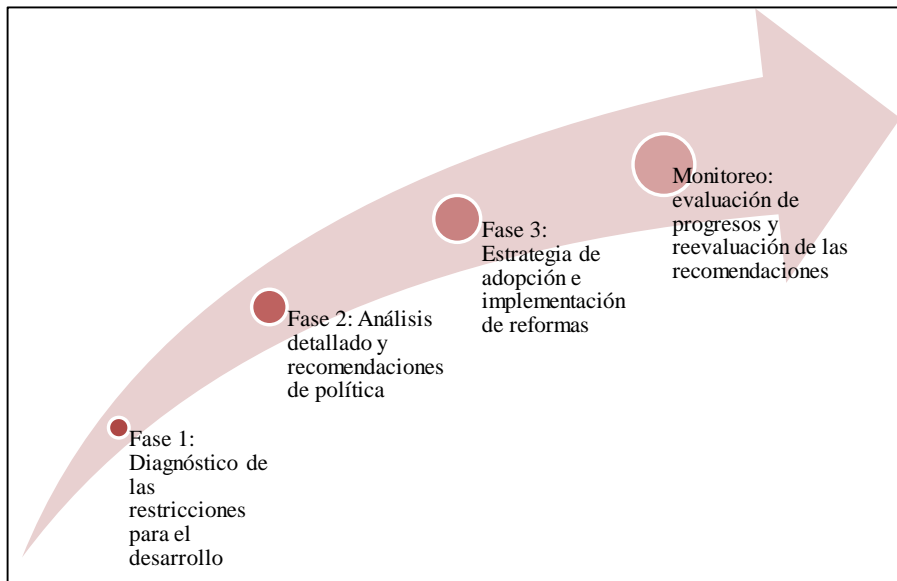 Fase 1:
Diagnóstico de
las
restricciones
para el
desarrollo
Fase 2: Análisis
detallado y
recomendaciones
de política
Fase 3:
Estrategia de
adopción e
implementación
de reformas
Monitoreo:
evaluación de
progresos y
reevaluación de las
recomendaciones